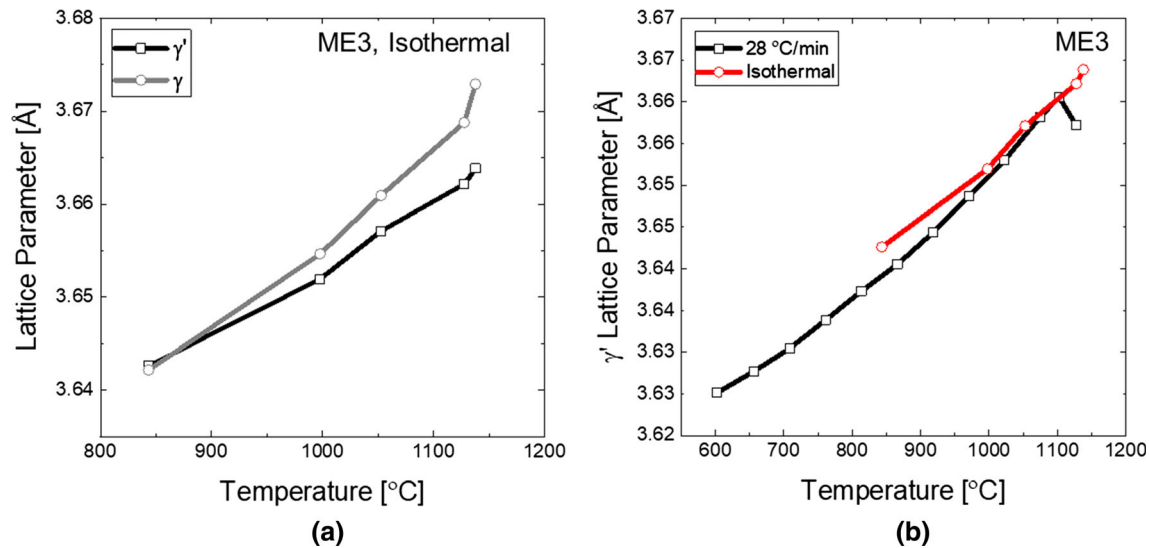 ME3, Isothermal
γ'
γ
Lattice Parameter [Å]
3.68
3.67
3.66
3.65
3.64
800
900
1000
1100
1200
Temperature [°C]
(a)
ME3
28 °C/min
Isothermal
γ' Lattice Parameter [Å]
3.67
3.67
3.66
3.66
3.65
3.65
3.64
3.64
3.63
3.63
3.62
600
700
800
900
1000
1100
1200
Temperature [°C]
(b)